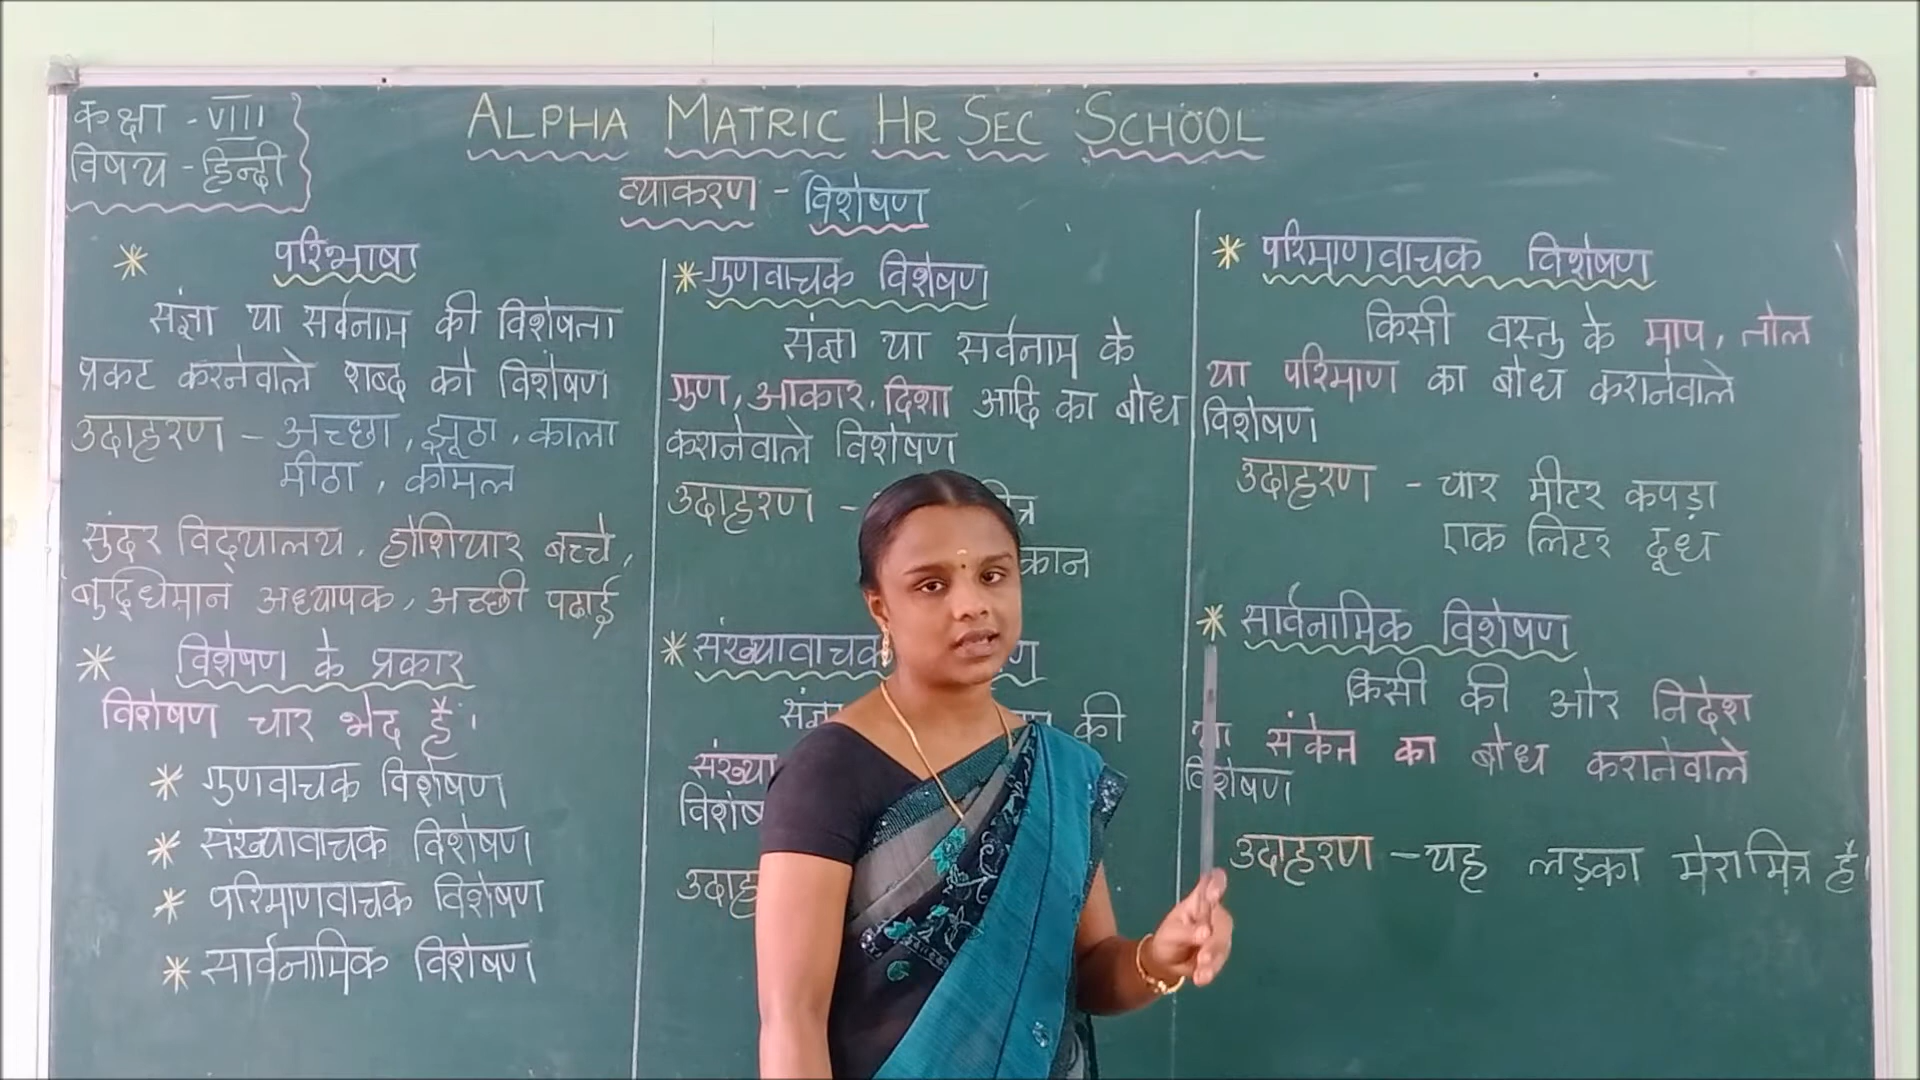 कक्षा - VIII
विषय - हिन्दी
ALPHA MATRIC HR SEC SCHOOL
व्याकरण - विशेषण
* परिभाषा
संज्ञा या सर्वनाम की विशेषता
प्रकट करनेवाले शब्द को विशेषण
उदाहरण - अच्छा, झूठा, काला
मीठा, कोमल
सुंदर विद्यालय, होशियार बच्चे,
बुद्धिमान अध्यापक, अच्छी पढाई
* विशेषण के प्रकार
विशेषण चार भेद हैं।
* गुणवाचक विशेषण
* संख्यावाचक विशेषण
* परिमाणवाचक विशेषण
* सार्वनामिक विशेषण
* गुणवाचक विशेषण
संज्ञा या सर्वनाम के
गुण, आकार, दिशा आदि का बोध
करानेवाले विशेषण
उदाहरण -
* संख्यावाचक
की
संख्या
* परिमाणवाचक विशेषण
किसी वस्तु के माप, तोल
या परिमाण का बोध करानेवाले
विशेषण
उदाहरण - चार मीटर कपड़ा
एक लिटर दूध
* सार्वनामिक विशेषण
किसी की ओर निदेश
या संकेत का बोध करानेवाले
विशेषण
उदाहरण - यह लड़का मेरा मित्र है।